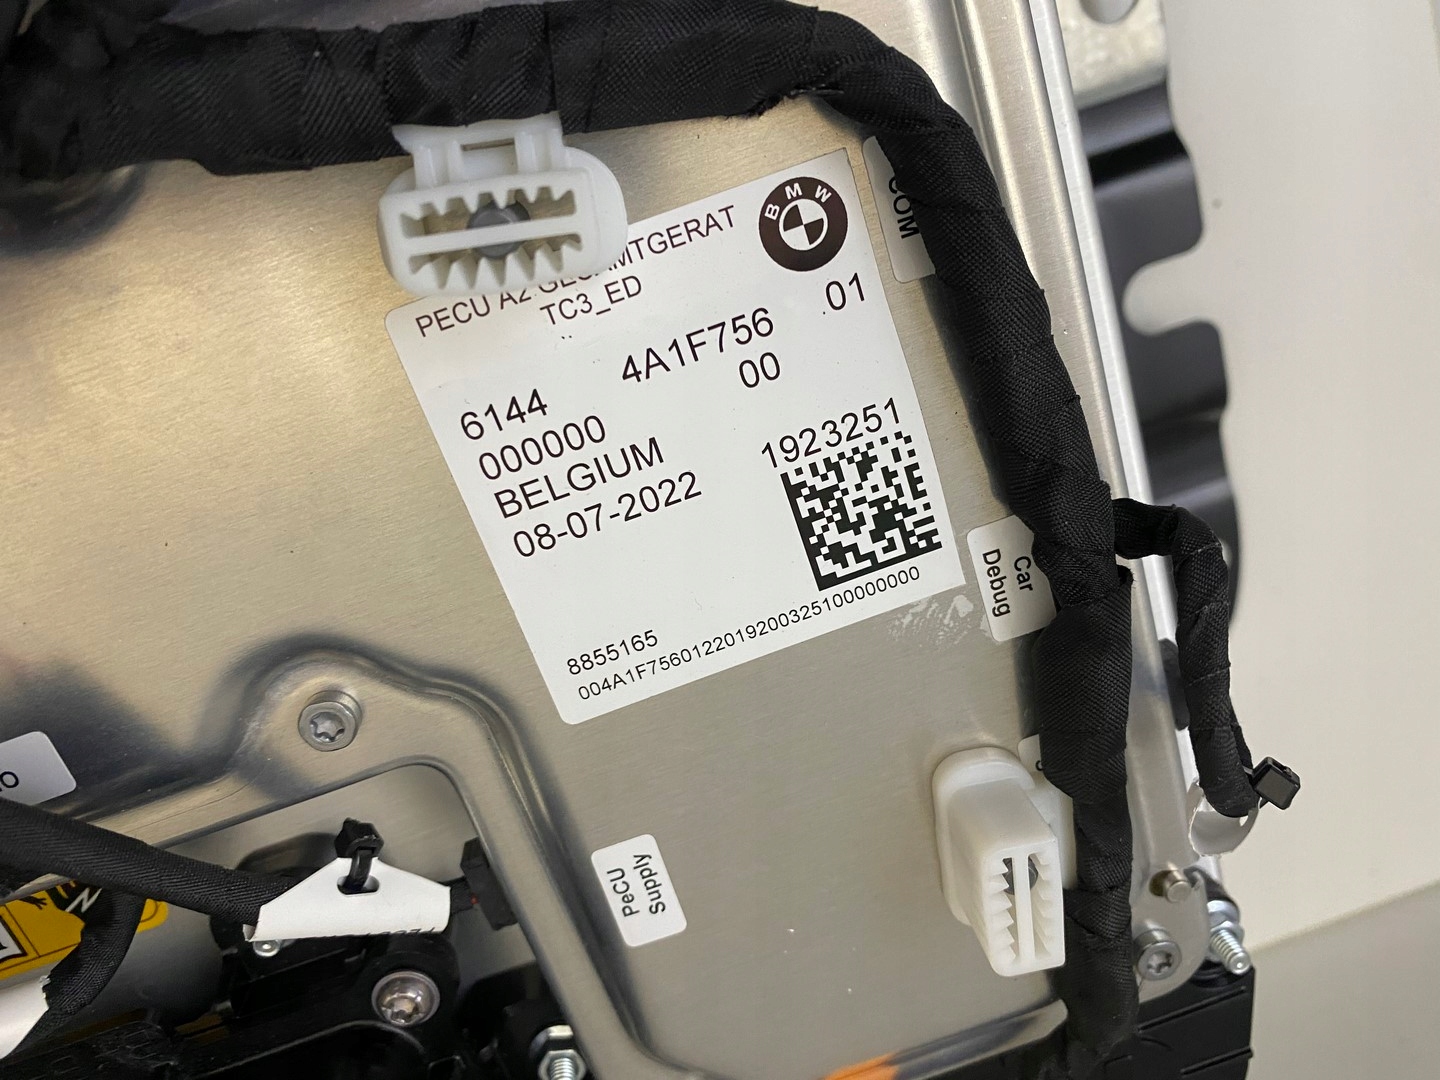 BMW
PECU A2 GESAMTGERAT
TC3_ED
4A1F756 01
6144 00
000000
BELGIUM
08-07-2022
1923251
8855165
004A1F7560122019200325100000000
COM
Car
Debug
PeCU
Supply